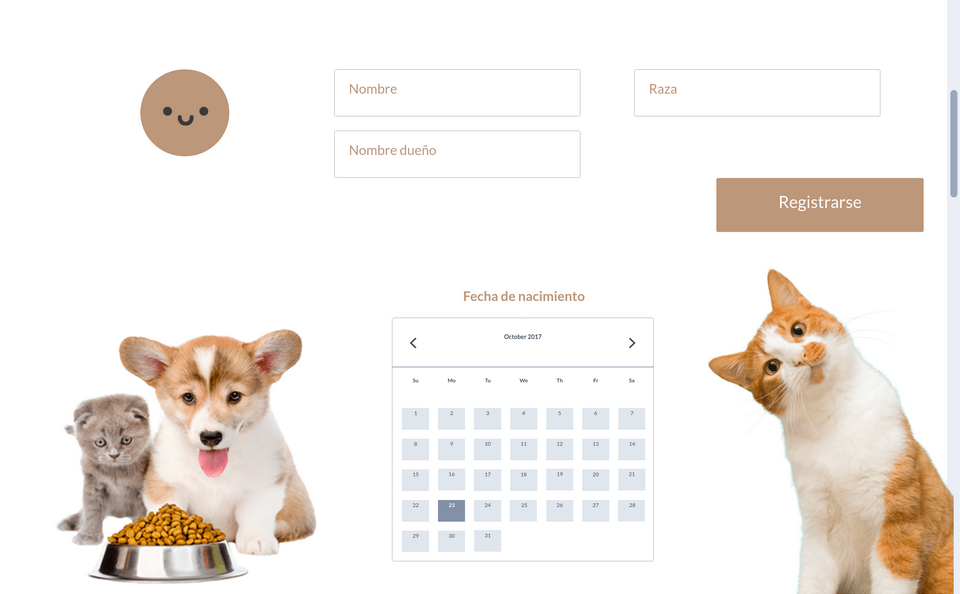 Nombre
Raza
Nombre dueño
Registrarse
Fecha de nacimiento
October 2017
Su Mo Tu We Th Fr Sa
1 2 3 4 5 6 7
8 9 10 11 12 13 14
15 16 17 18 19 20 21
22 23 24 25 26 27 28
29 30 31